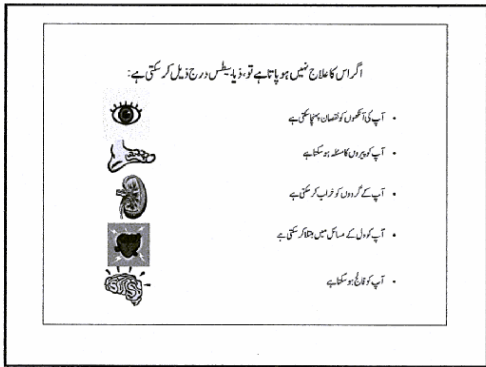 اگر اس کا علاج نہیں ہو پاتا ہے تو، ذیابیطس درج ذیل کر سکتی ہے:
• آپ کی آنکھوں کو نقصان پہنچا سکتی ہے
• آپ کو پیروں کا مسئلہ ہو سکتا ہے
• آپ کے گردوں کو خراب کر سکتی ہے
• آپ کو دل کے مسائل میں مبتلا کر سکتی ہے
• آپ کو فالج ہو سکتا ہے